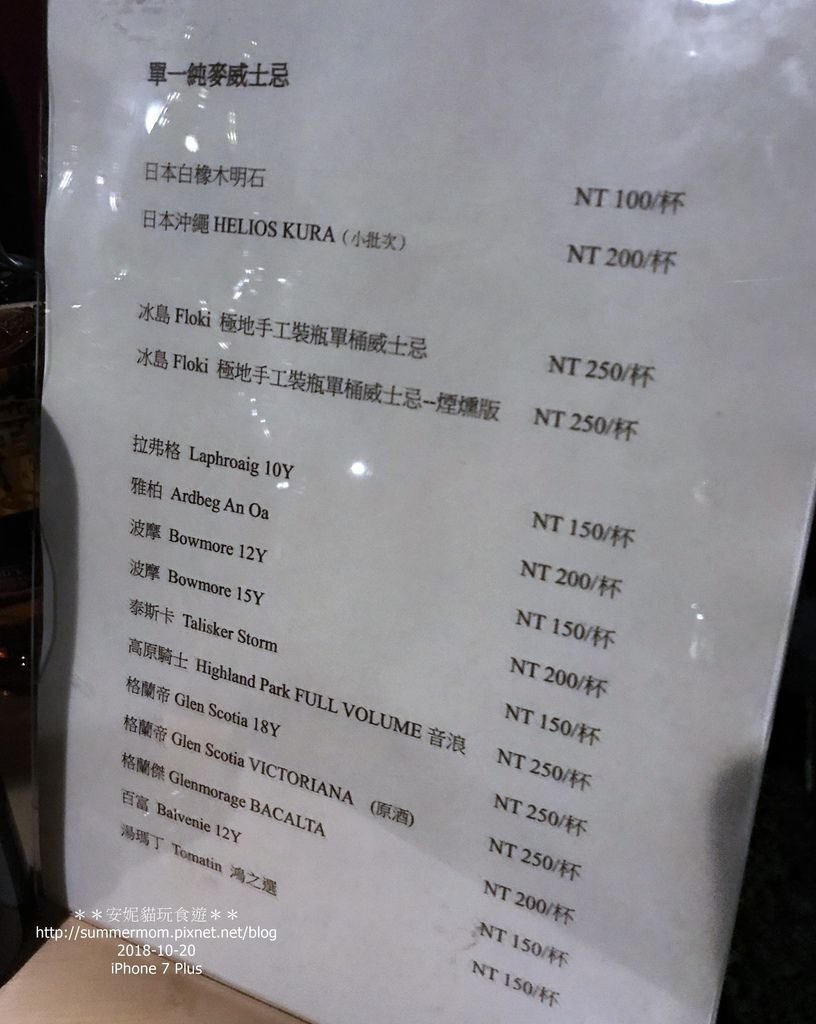 單一純麥威士忌
日本白橡木明石 NT 100/杯
日本沖繩 HELIOS KURA (小批次) NT 200/杯
冰島 Floki 極地手工裝瓶單桶威士忌 NT 250/杯
冰島 Floki 極地手工裝瓶單桶威士忌--煙燻版 NT 250/杯
拉弗格 Laphroaig 10Y NT 150/杯
雅柏 Ardbeg An Oa NT 200/杯
波摩 Bowmore 12Y NT 150/杯
波摩 Bowmore 15Y NT 200/杯
泰斯卡 Talisker Storm NT 150/杯
高原騎士 Highland Park FULL VOLUME 音浪 NT 250/杯
格蘭帝 Glen Scotia 18Y NT 250/杯
格蘭帝 Glen Scotia VICTORIANA (原酒) NT 250/杯
格蘭傑 Glenmorage BACALTA NT 200/杯
百富 Balvenie 12Y NT 150/杯
湯瑪丁 Tomatin 鴻之選 NT 150/杯
＊＊安妮貓玩食遊＊＊
http://summermom.pixnet.net/blog
2018-10-20
iPhone 7 Plus